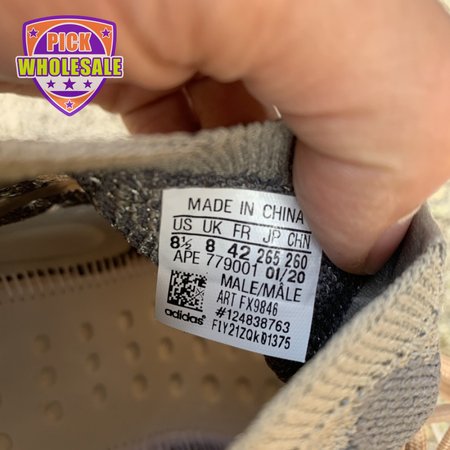 PICK
WHOLESALE
MADE IN CHINA
US UK FR JP CHN
8½ 8 42 265 260
APE 779001 01/20
MALE/MÂLE
ART FX9846
#124838763
adidas
FIY21ZQK01375